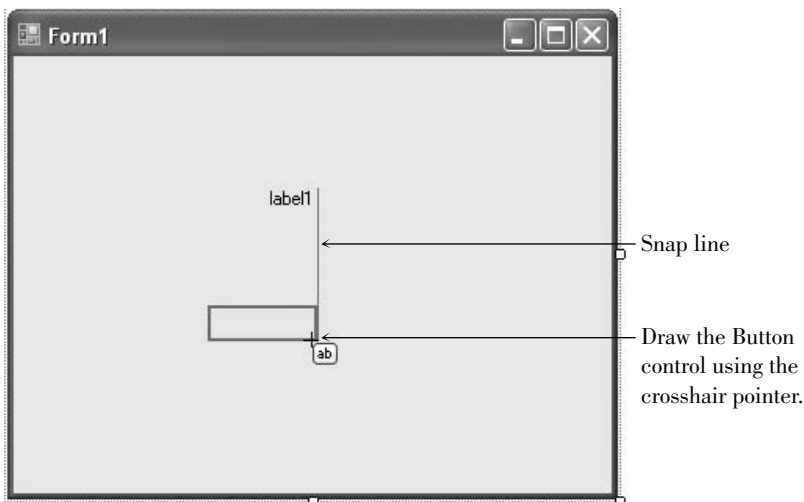 Form1
label1
Snap line
ab
Draw the Button
control using the
crosshair pointer.